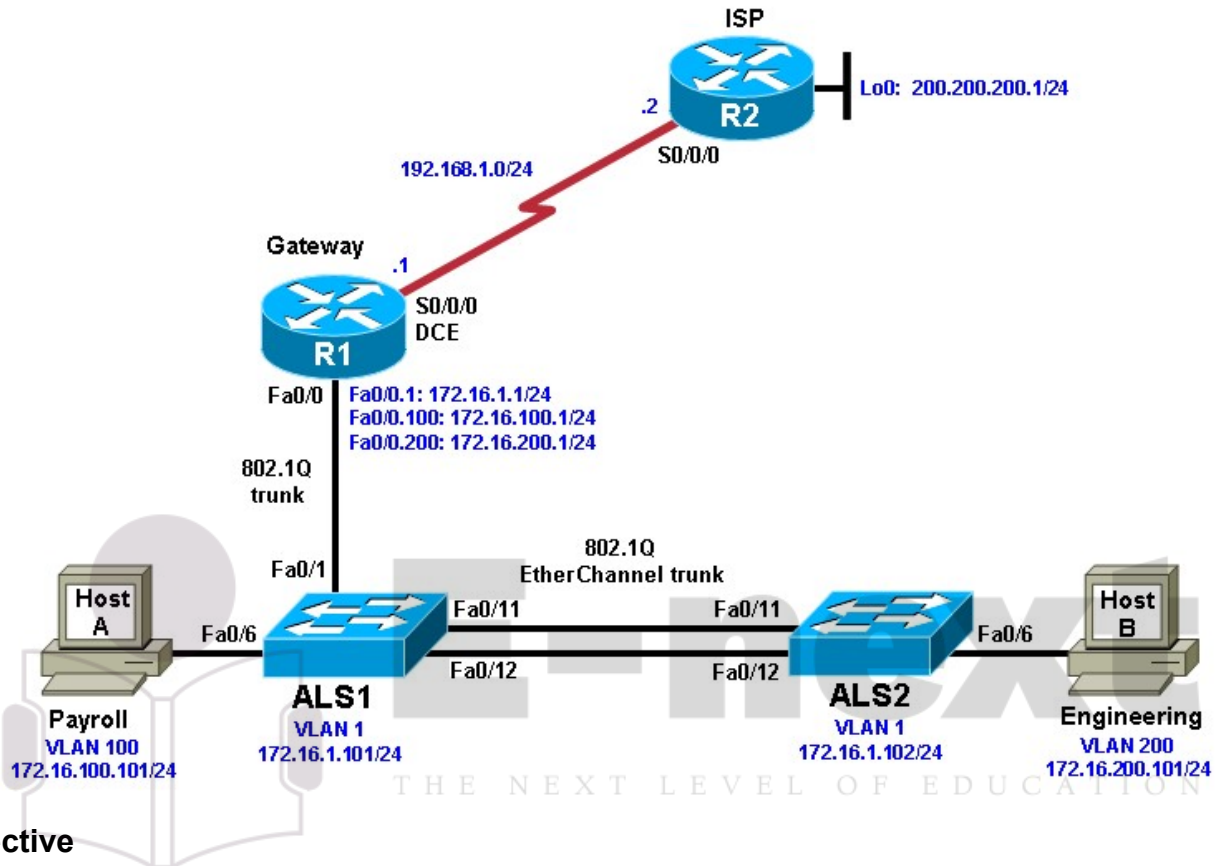 ISP
R2
Lo0: 200.200.200.1/24
.2
S0/0/0
192.168.1.0/24
Gateway
.1
S0/0/0
DCE
R1
Fa0/0
Fa0/0.1: 172.16.1.1/24
Fa0/0.100: 172.16.100.1/24
Fa0/0.200: 172.16.200.1/24
802.1Q
trunk
802.1Q
EtherChannel trunk
Fa0/1
Host
A
Fa0/6
Fa0/11
Fa0/11
Fa0/6
Host
B
Fa0/12
Fa0/12
ALS1
VLAN 1
172.16.1.101/24
ALS2
VLAN 1
172.16.1.102/24
Payroll
VLAN 100
172.16.100.101/24
Engineering
VLAN 200
172.16.200.101/24
E-next
THE NEXT LEVEL OF EDUCATION
ctive